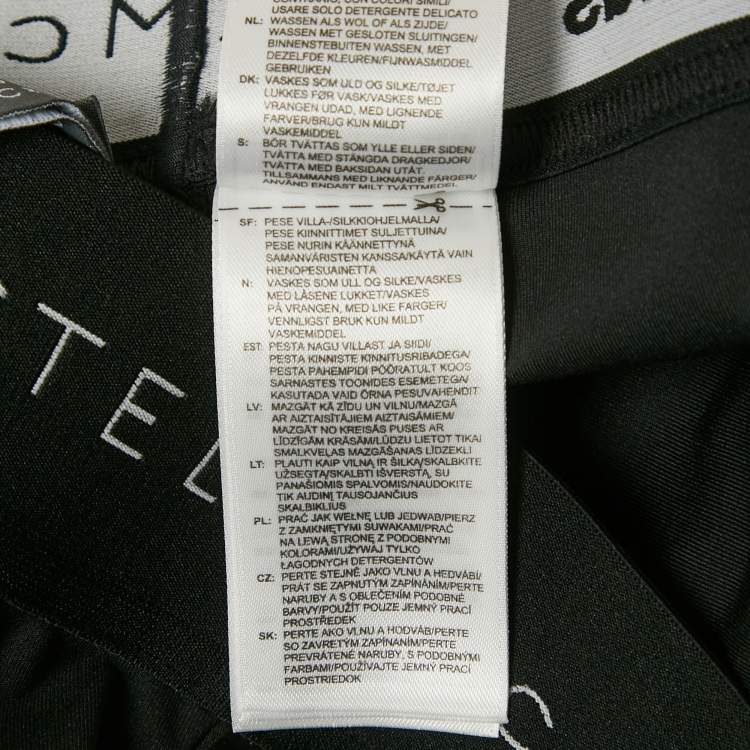 USARE SOLO DETERGENTE DELICATO
NL: WASSEN ALS WOL OF ALS ZIJDE/
WASSEN MET GESLOTEN SLUITINGEN/
BINNENSTEBUITEN WASSEN, MET
DEZELFDE KLEUREN/FIJNWASMIDDEL
GEBRUIKEN
DK: VASKES SOM ULD OG SILKE/TØJET
LUKKES FØR VASK/VASKES MED
VRANGEN UDAD, MED LIGNENDE
FARVER/BRUG KUN MILDT
VASKEMIDDEL
S: BÖR TVÄTTAS SOM YLLE ELLER SIDEN/
TVÄTTA MED STÄNGDA DRAGKEDJOR/
TVÄTTA MED BAKSIDAN UTÅT.
TILLSAMMANS MED LIKNANDE FÄRGER/
ANVÄND ENDAST MILT TVÄTTMEDEL
SF: PESE VILLA-/SILKKIOHJELMALLA/
PESE KIINNITTIMET SULJETTUINA/
PESE NURIN KÄÄNNETTYNÄ
SAMANVÄRISTEN KANSSA/KÄYTÄ VAIN
HIENOPESUAINETTA
N: VASKES SOM ULL OG SILKE/VASKES
MED LÅSENE LUKKET/VASKES
PÅ VRANGEN, MED LIKE FARGER/
VENNLIGST BRUK KUN MILDT
VASKEMIDDEL
EST: PESTA NAGU VILLAST JA SIIDI/
PESTA KINNISTE KINNITUSRIBADEGA/
PESTA PAHEMPIDI PÖÖRATULT KOOS
SARNASTES TOONIDES ESEMETEGA/
KASUTADA VAID ÕRNA PESUVAHENDIT
LV: MAZGĀT KĀ ZĪDU UN VILNU/MAZGĀ
AR AIZTAISĪTĀJIEM AIZTAISĀMIEM/
MAZGĀT NO KREISĀS PUSES AR
LĪDZĪGĀM KRĀSĀM/LŪDZU LIETOT TIKAI
SMALKVEĻAS MAZGĀŠANAS LĪDZEKLI
LT: PLAUTI KAIP VILNĄ IR ŠILKĄ/SKALBKITE
UŽSEGTĄ/SKALBTI IŠVERSTĄ, SU
PANAŠIOMIS SPALVOMIS/NAUDOKITE
TIK AUDINĮ TAUSOJANČIUS
SKALBIKLIUS
PL: PRAĆ JAK WEŁNĘ LUB JEDWAB/PIERZ
Z ZAMKNIĘTYMI SUWAKAMI/PRAĆ
NA LEWĄ STRONĘ Z PODOBNYMI
KOLORAMI/UŻYWAJ TYLKO
ŁAGODNYCH DETERGENTÓW
CZ: PERTE STEJNĚ JAKO VLNU A HEDVÁBÍ/
PRÁT SE ZAPNUTÝM ZAPÍNÁNÍM/PERTE
NARUBY A S OBLEČENÍM PODOBNÉ
BARVY/POUŽÍT POUZE JEMNÝ PRACÍ
PROSTŘEDEK
SK: PERTE AKO VLNU A HODVÁB/PERTE
SO ZAVRETÝM ZAPÍNANÍM/PERTE
PREVRÁTENÉ NARUBY, S PODOBNÝMI
FARBAMI/POUŽÍVAJTE JEMNÝ PRACÍ
PROSTRIEDOK
STEL
C